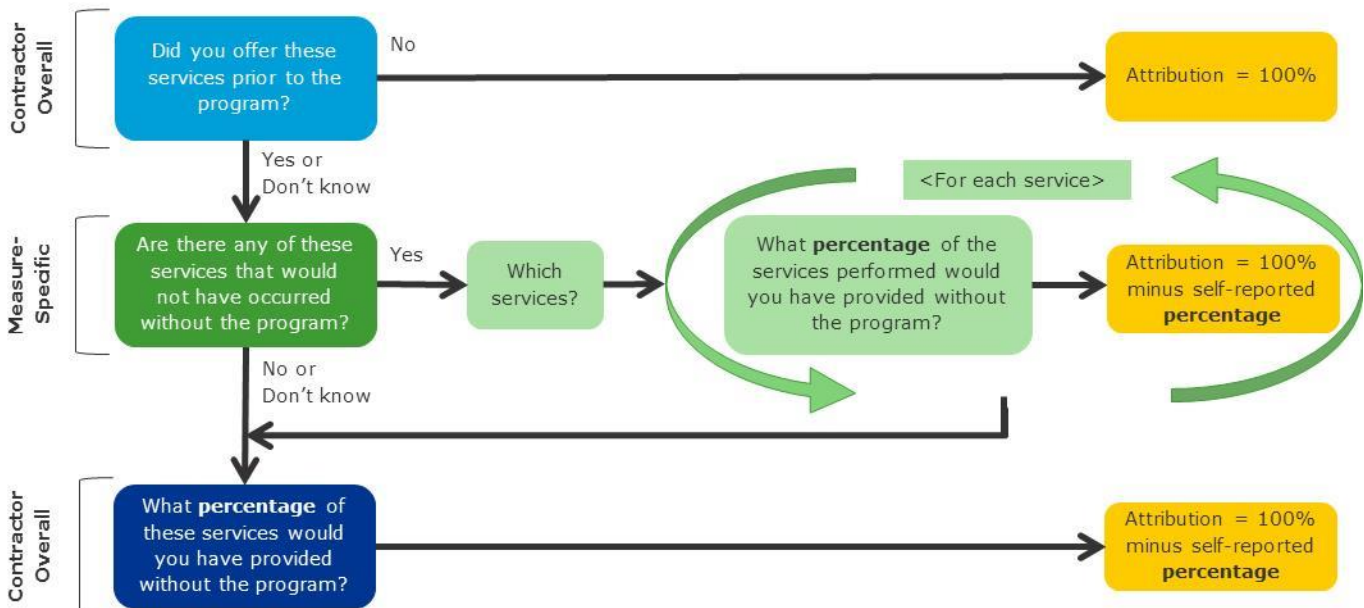 Contractor
Overall
Did you offer these
services prior to the
program?
No
Attribution = 100%
Yes or
Don’t know
<For each service>
Measure-
Specific
Are there any of these
services that would
not have occurred
without the program?
Yes
Which
services?
What percentage of the
services performed would
you have provided without
the program?
Attribution = 100%
minus self-reported
percentage
No or
Don’t know
Contractor
Overall
What percentage of
these services would
you have provided
without the program?
Attribution = 100%
minus self-reported
percentage